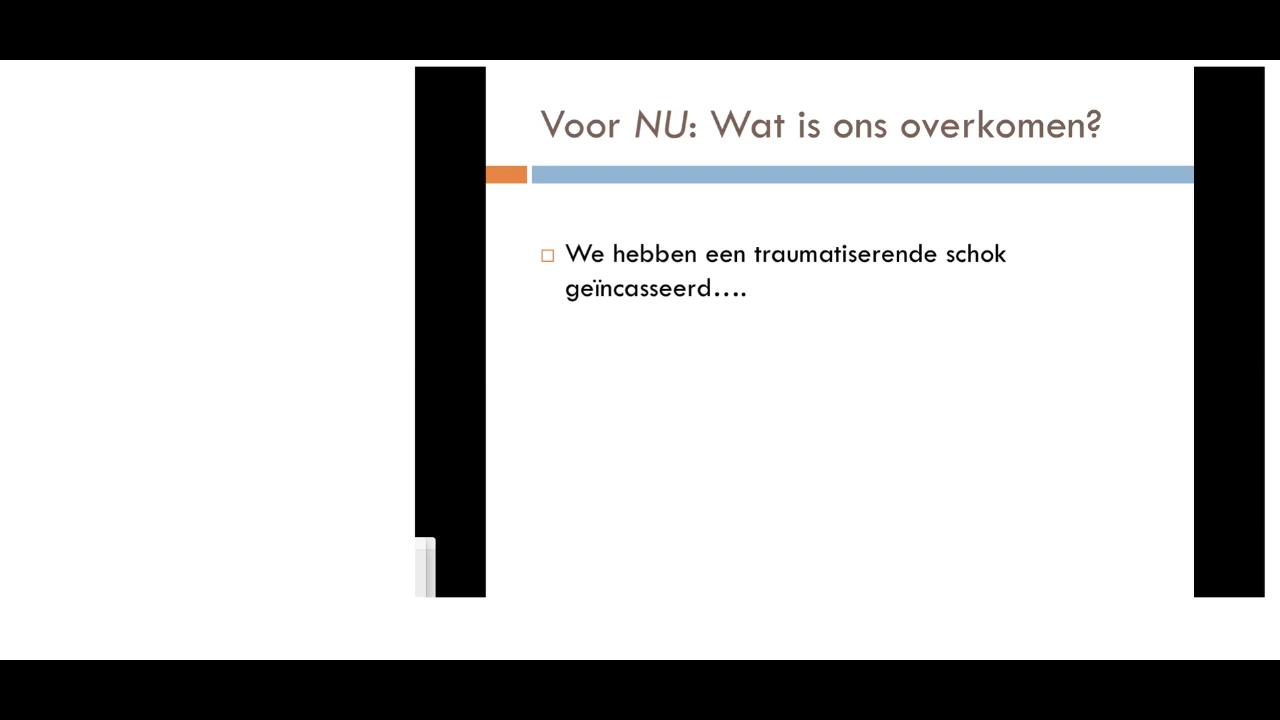 Voor NU: Wat is ons overkomen?
We hebben een traumatiserende schok
geïncasseerd....